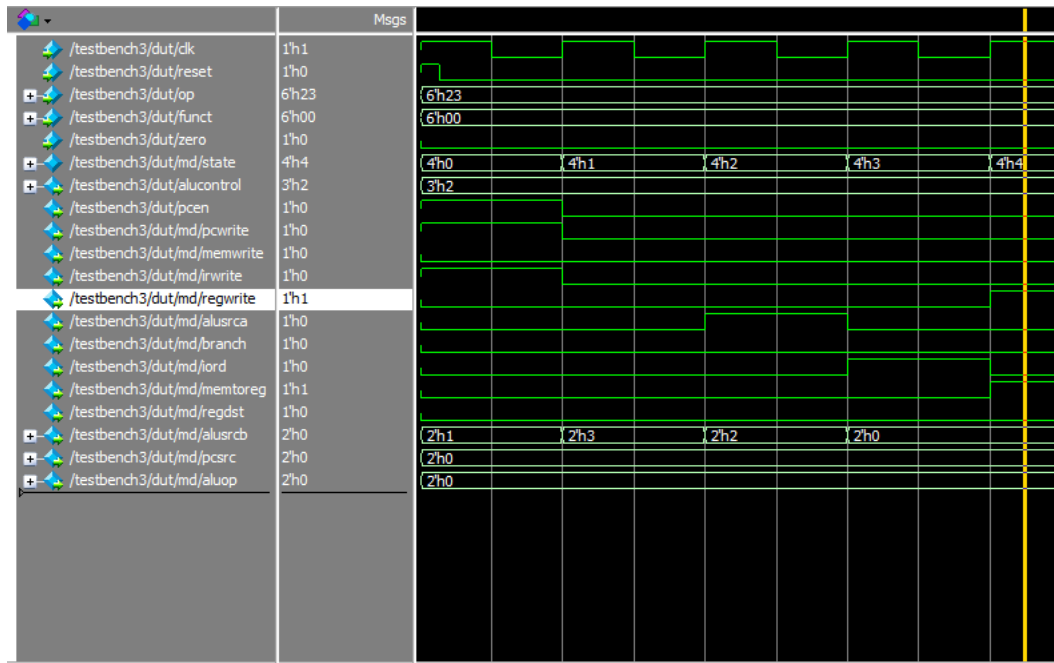 Msgs
/testbench3/dut/clk 1'h1
/testbench3/dut/reset 1'h0
/testbench3/dut/op 6'h23 6'h23
/testbench3/dut/funct 6'h00 6'h00
/testbench3/dut/zero 1'h0
/testbench3/dut/md/state 4'h4 4'h0 4'h1 4'h2 4'h3 4'h4
/testbench3/dut/alucontrol 3'h2 3'h2
/testbench3/dut/pcen 1'h0
/testbench3/dut/md/pcwrite 1'h0
/testbench3/dut/md/memwrite 1'h0
/testbench3/dut/md/irwrite 1'h0
/testbench3/dut/md/regwrite 1'h1
/testbench3/dut/md/alusrca 1'h0
/testbench3/dut/md/branch 1'h0
/testbench3/dut/md/iord 1'h0
/testbench3/dut/md/memtoreg 1'h1
/testbench3/dut/md/regdst 1'h0
/testbench3/dut/md/alusrcb 2'h0 2'h1 2'h3 2'h2 2'h0
/testbench3/dut/md/pcsrc 2'h0 2'h0
/testbench3/dut/md/aluop 2'h0 2'h0